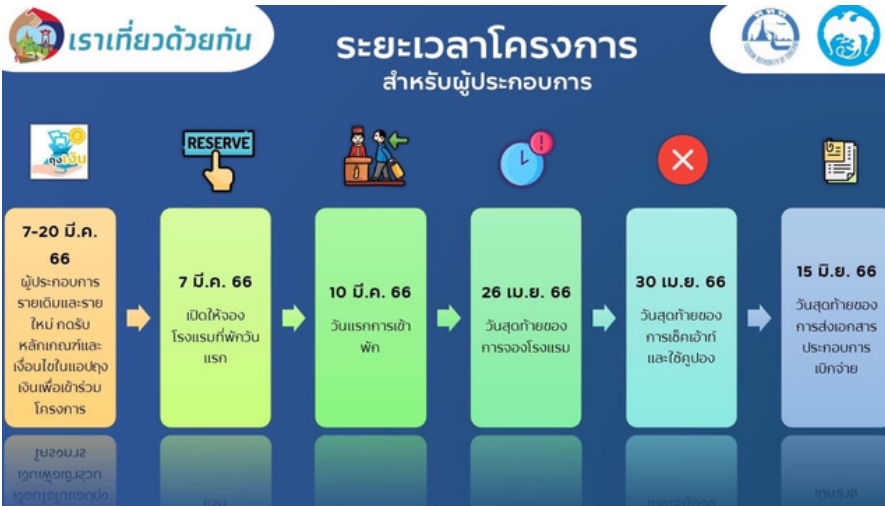 เราเที่ยวด้วยกัน
ระยะเวลาโครงการ
สำหรับผู้ประกอบการ
ถุงเงิน
RESERVE
7-20 มี.ค.
66
ผู้ประกอบการ
รายเดิมและราย
ใหม่ กดรับ
หลักเกณฑ์และ
เงื่อนไขในแอปถุง
เงินเพื่อเข้าร่วม
โครงการ
7 มี.ค. 66
เปิดให้จอง
โรงแรมที่พักวัน
แรก
10 มี.ค. 66
วันแรกการเข้า
พัก
26 เม.ย. 66
วันสุดท้ายของ
การจองโรงแรม
30 เม.ย. 66
วันสุดท้ายของ
การเช็คเอ้าท์
และใช้คูปอง
15 มิ.ย. 66
วันสุดท้ายของ
การส่งเอกสาร
ประกอบการ
เบิกจ่าย